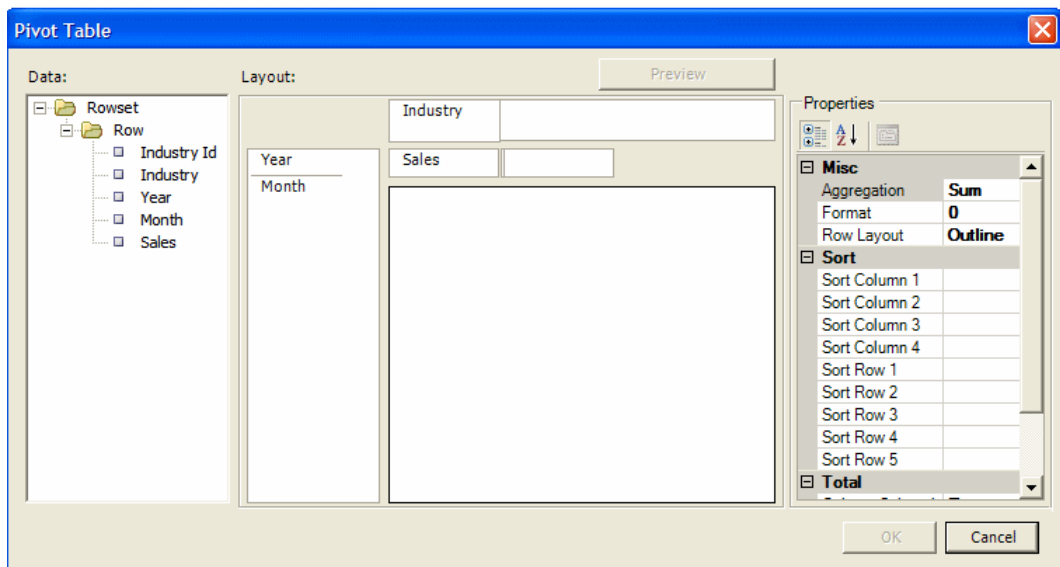 Pivot Table
Data:
Layout:
Preview
Rowset
Row
Industry Id
Industry
Year
Month
Sales
Industry
Year
Month
Sales
Properties
Misc
Aggregation Sum
Format 0
Row Layout Outline
Sort
Sort Column 1
Sort Column 2
Sort Column 3
Sort Column 4
Sort Row 1
Sort Row 2
Sort Row 3
Sort Row 4
Sort Row 5
Total
OK
Cancel